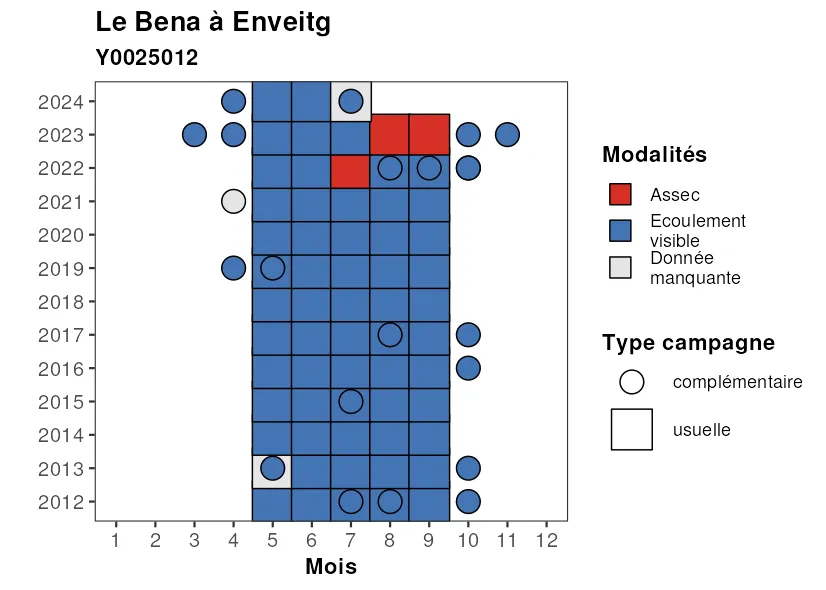 Le Bena à Enveitg
Y0025012
2024
2023
2022
2021
2020
2019
2018
2017
2016
2015
2014
2013
2012
1 2 3 4 5 6 7 8 9 10 11 12
Mois
Modalités
Assec
Ecoulement
visible
Donnée
manquante
Type campagne
complémentaire
usuelle